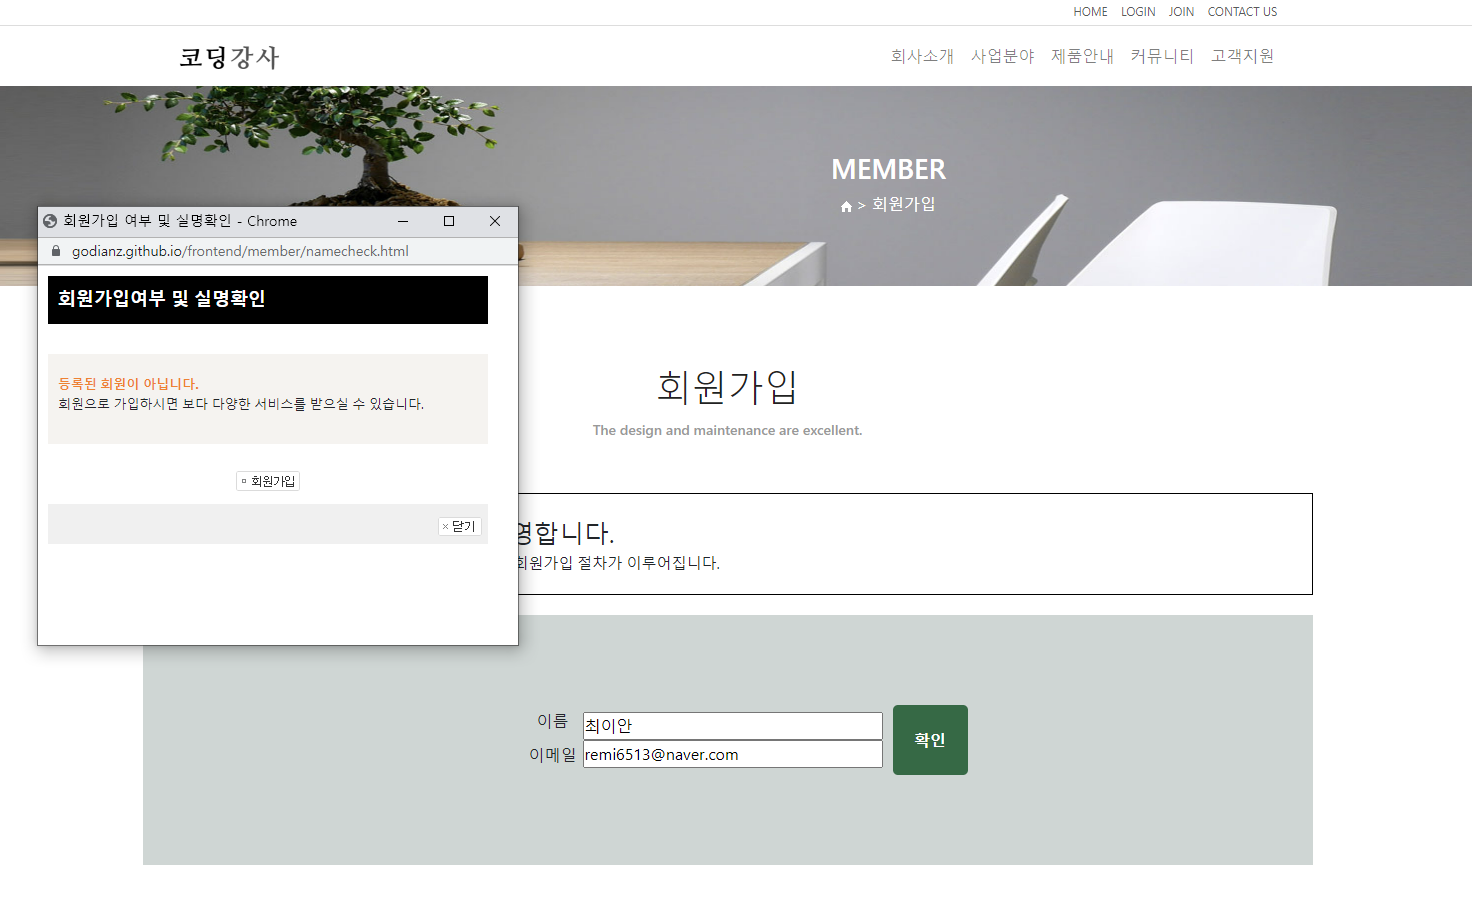 HOME LOGIN JOIN CONTACT US
코딩강사
회사소개 사업분야 제품안내 커뮤니티 고객지원
MEMBER
> 회원가입
회원가입 여부 및 실명확인 - Chrome
godianz.github.io/frontend/member/namecheck.html
회원가입여부 및 실명확인
등록된 회원이 아닙니다.
회원으로 가입하시면 보다 다양한 서비스를 받으실 수 있습니다.
회원가입
닫기
회원가입
The design and maintenance are excellent.
영합니다.
회원가입 절차가 이루어집니다.
이름 최이안
이메일 remi6513@naver.com
확인